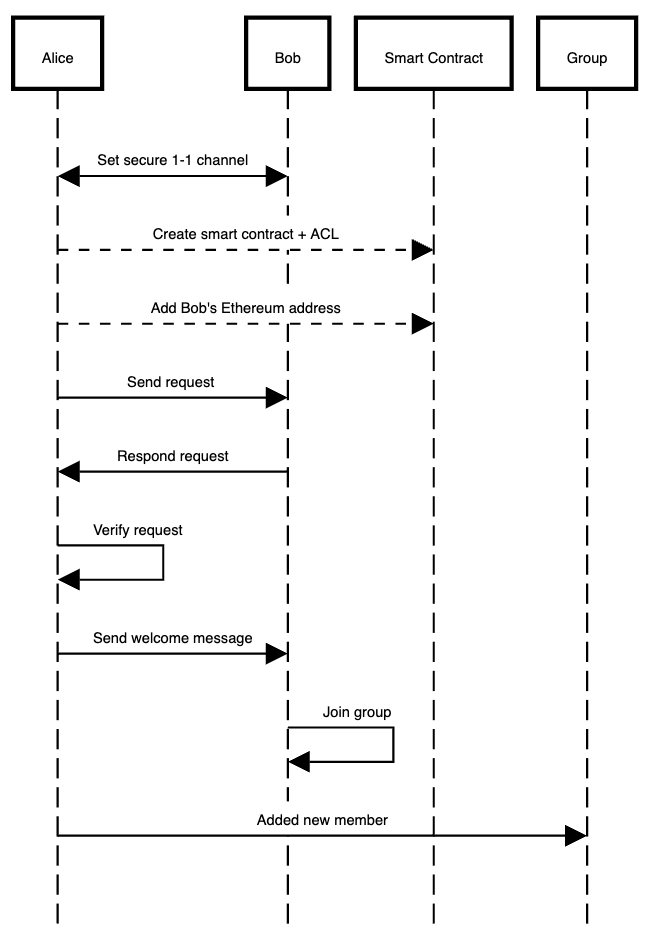 Alice
Bob
Smart Contract
Group
Set secure 1-1 channel
Create smart contract + ACL
Add Bob's Ethereum address
Send request
Respond request
Verify request
Send welcome message
Join group
Added new member